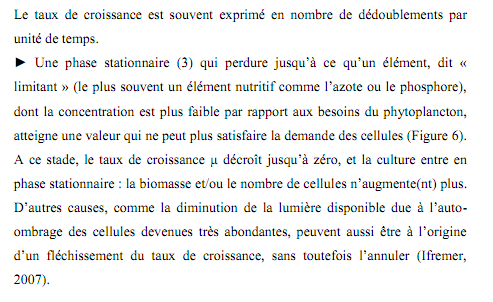 Le taux de croissance est souvent exprimé en nombre de dédoublements par
unité de temps.
► Une phase stationnaire (3) qui perdure jusqu'à ce qu'un élément, dit «
limitant » (le plus souvent un élément nutritif comme l'azote ou le phosphore),
dont la concentration est plus faible par rapport aux besoins du phytoplancton,
atteigne une valeur qui ne peut plus satisfaire la demande des cellules (Figure 6).
A ce stade, le taux de croissance μ décroît jusqu'à zéro, et la culture entre en
phase stationnaire : la biomasse et/ou le nombre de cellules n'augmente(nt) plus.
D'autres causes, comme la diminution de la lumière disponible due à l'auto-
ombrage des cellules devenues très abondantes, peuvent aussi être à l'origine
d'un fléchissement du taux de croissance, sans toutefois l'annuler (Ifremer,
2007).